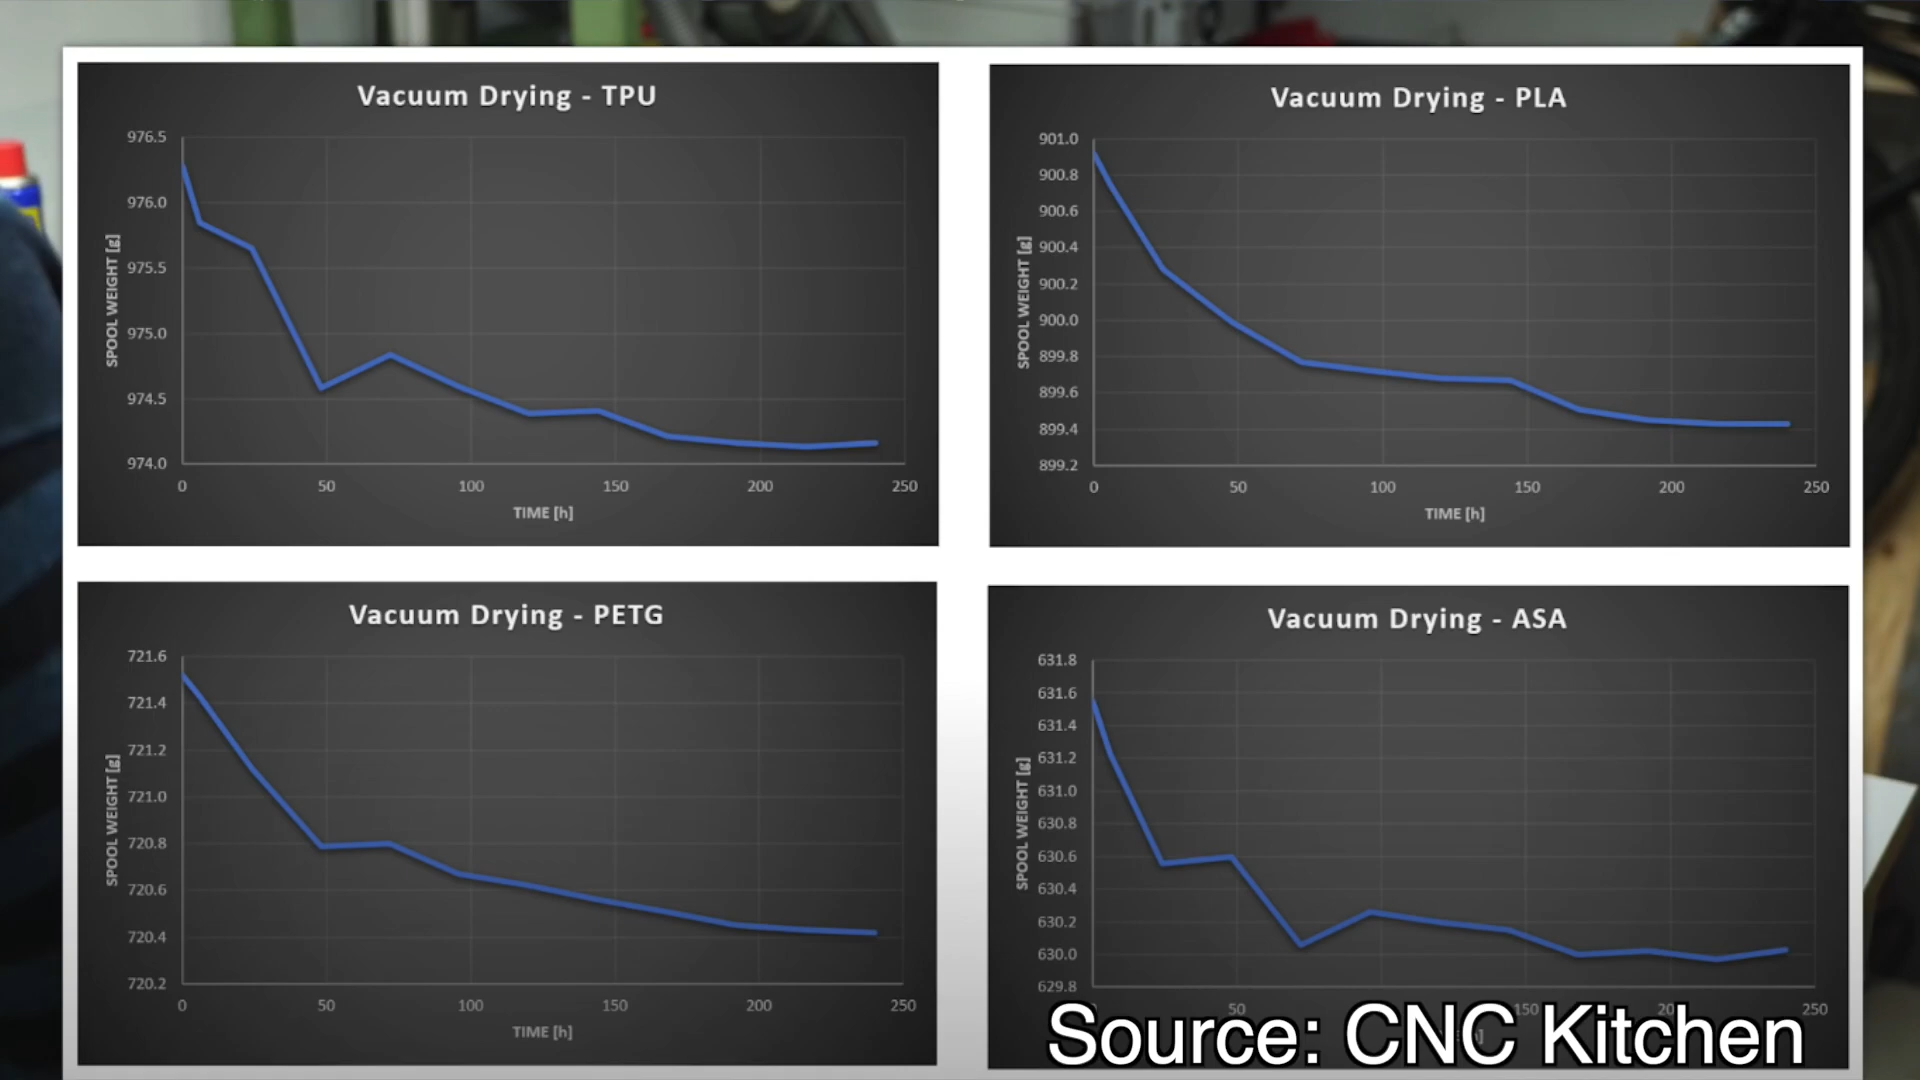 Vacuum Drying - TPU
976.5
976.0
975.5
975.0
974.5
974.0
SPOOL WEIGHT [g]
0 50 100 150 200 250
TIME [h]
Vacuum Drying - PLA
901.0
900.8
900.6
900.4
900.2
900.0
899.8
899.6
899.4
899.2
SPOOL WEIGHT [g]
0 50 100 150 200 250
TIME [h]
Vacuum Drying - PETG
721.6
721.4
721.2
721.0
720.8
720.6
720.4
720.2
SPOOL WEIGHT [g]
0 50 100 150 200 250
TIME [h]
Vacuum Drying - ASA
631.8
631.6
631.4
631.2
631.0
630.8
630.6
630.4
630.2
630.0
629.8
SPOOL WEIGHT [g]
50 150 250
Source: CNC Kitchen